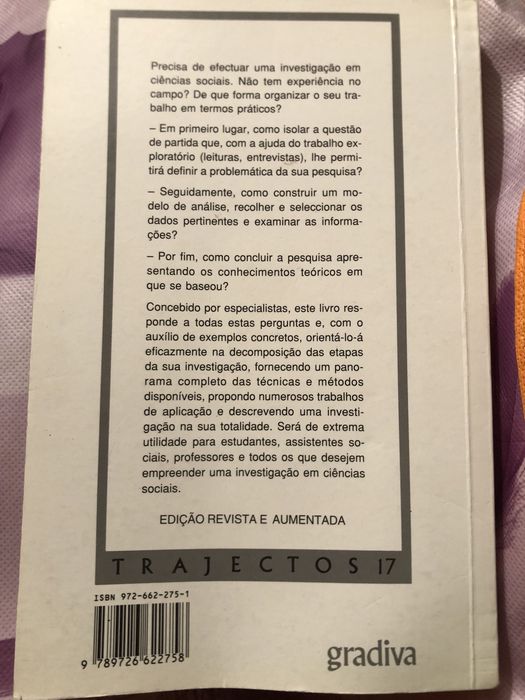 Precisa de efectuar uma investigação em
ciências sociais. Não tem experiência no
campo? De que forma organizar o seu tra-
balho em termos práticos?
– Em primeiro lugar, como isolar a questão
de partida que, com a ajuda do trabalho ex-
ploratório (leituras, entrevistas), lhe permi-
tirá definir a problemática da sua pesquisa?
– Seguidamente, como construir um mo-
delo de análise, recolher e seleccionar os
dados pertinentes e examinar as informa-
ções?
– Por fim, como concluir a pesquisa apre-
sentando os conhecimentos teóricos em
que se baseou?
Concebido por especialistas, este livro res-
ponde a todas estas perguntas e, com o
auxílio de exemplos concretos, orientá-lo-á
eficazmente na decomposição das etapas
da sua investigação, fornecendo um pano-
rama completo das técnicas e métodos
disponíveis, propondo numerosos trabalhos
de aplicação e descrevendo uma investi-
gação na sua totalidade. Será de extrema
utilidade para estudantes, assistentes so-
ciais, professores e todos os que desejem
empreender uma investigação em ciências
sociais.
EDIÇÃO REVISTA E AUMENTADA
TRAJECTOS 17
ISBN 972-662-275-1
9 789726 622758
gradiva